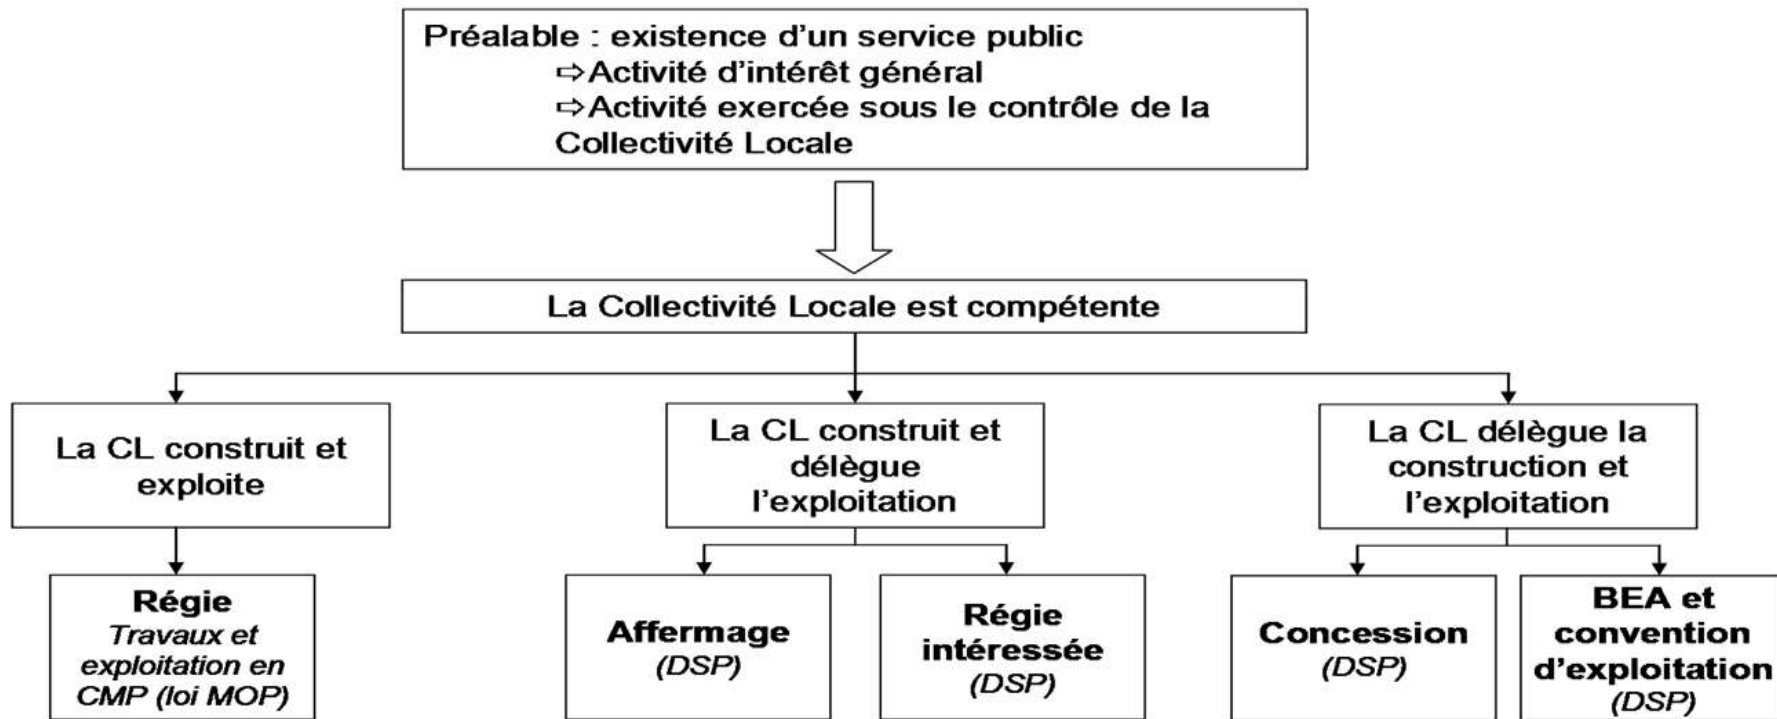 Préalable : existence d'un service public
⇨Activité d'intérêt général
⇨Activité exercée sous le contrôle de la
Collectivité Locale
La Collectivité Locale est compétente
La CL construit et
exploite
La CL construit et
délègue
l'exploitation
La CL délègue la
construction et
l'exploitation
Régie
Travaux et
exploitation en
CMP (loi MOP)
Affermage
(DSP)
Régie
intéressée
(DSP)
Concession
(DSP)
BEA et
convention
d'exploitation
(DSP)